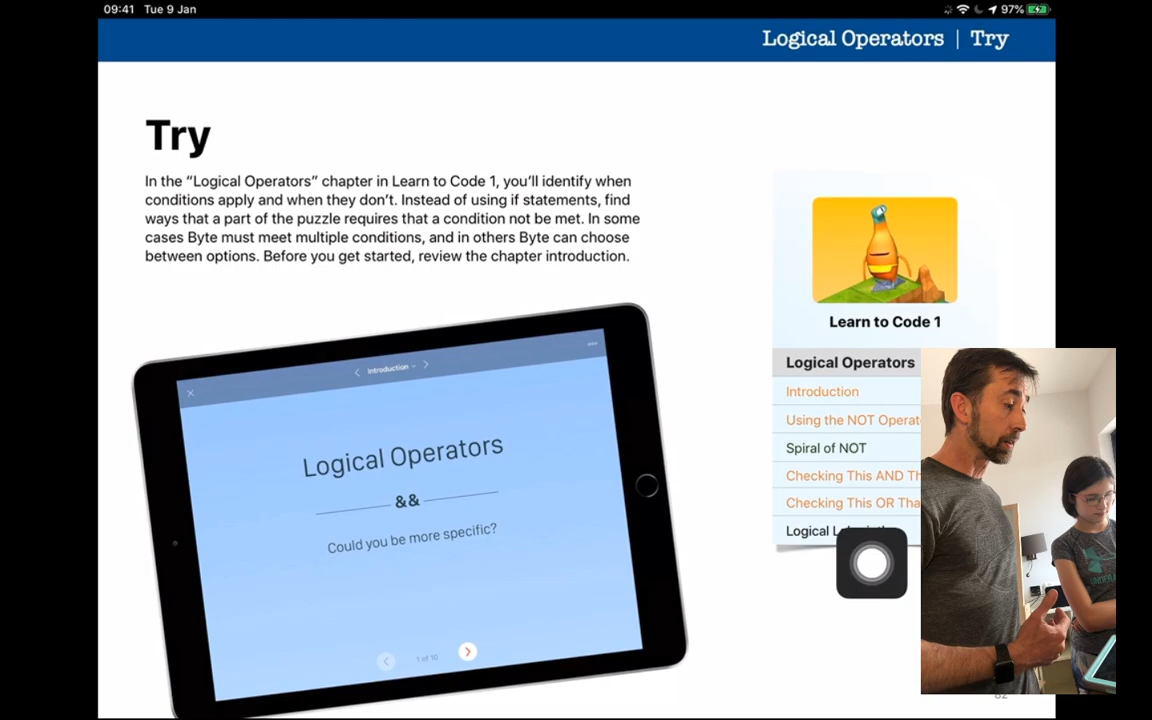 09:41 Tue 9 Jan
97%
Logical Operators | Try
Try
In the “Logical Operators” chapter in Learn to Code 1, you’ll identify when
conditions apply and when they don’t. Instead of using if statements, find
ways that a part of the puzzle requires that a condition not be met. In some
cases Byte must meet multiple conditions, and in others Byte can choose
between options. Before you get started, review the chapter introduction.
Introduction
Logical Operators
&&
Could you be more specific?
1 of 10
Learn to Code 1
Logical Operators
Introduction
Using the NOT Operat
Spiral of NOT
Checking This AND Th
Checking This OR Tha
Logical